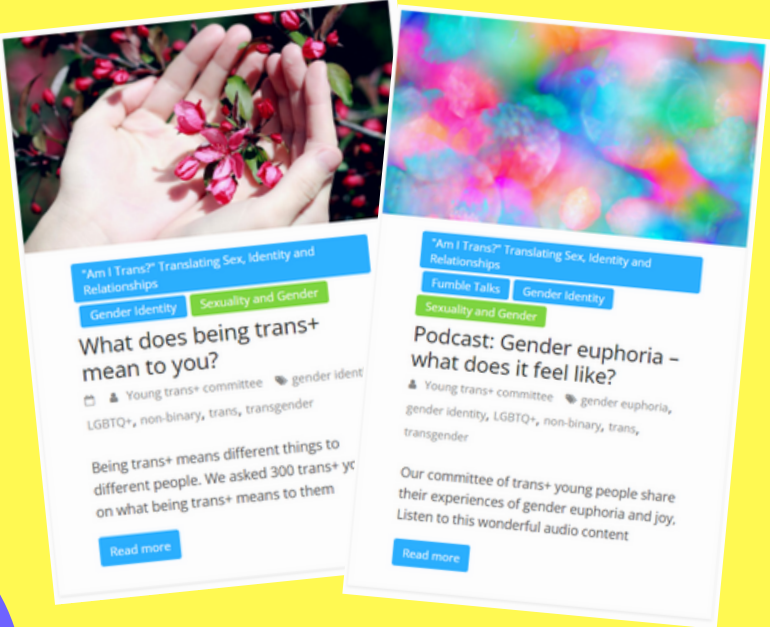 "Am I Trans?" Translating Sex, Identity and
Relationships
Gender Identity Sexuality and Gender
What does being trans+
mean to you?
Young trans+ committee gender ident
LGBTQ+, non-binary, trans, transgender
Being trans+ means different things to
different people. We asked 300 trans+ yo
on what being trans+ means to them
Read more
"Am I Trans?" Translating Sex, Identity and
Relationships
Fumble Talks Gender Identity
Sexuality and Gender
Podcast: Gender euphoria –
what does it feel like?
Young trans+ committee gender euphoria,
gender identity, LGBTQ+, non-binary, trans,
transgender
Our committee of trans+ young people share
their experiences of gender euphoria and joy,
Listen to this wonderful audio content
Read more